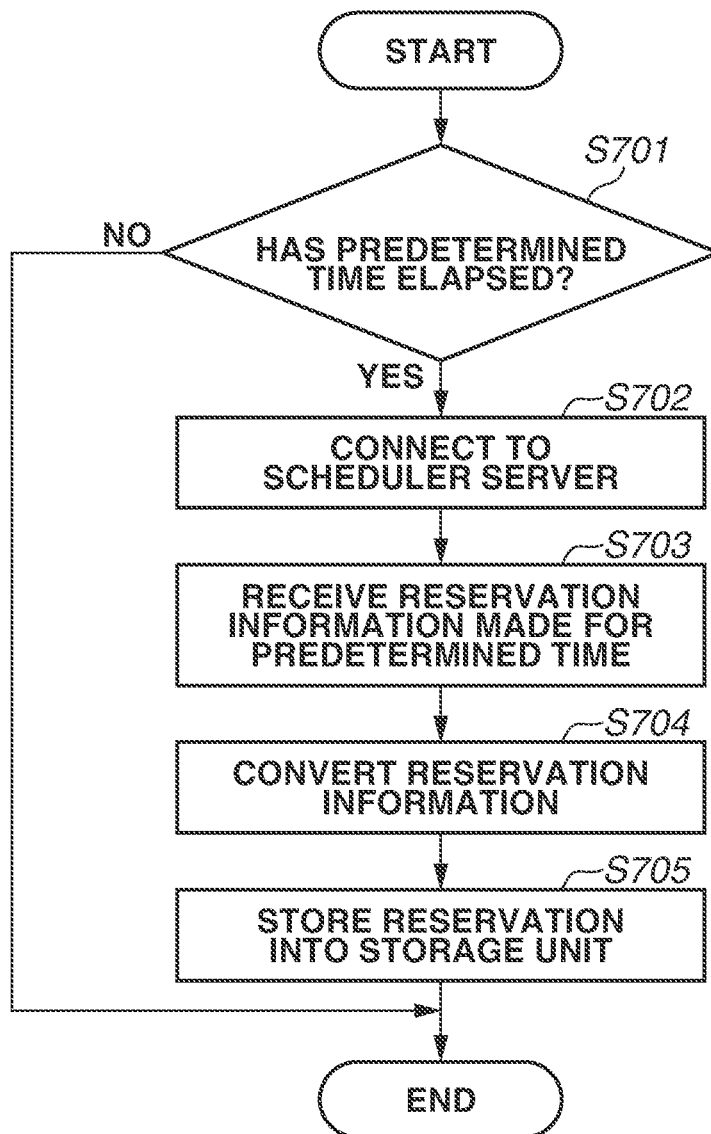 START
S701
NO
HAS PREDETERMINED
TIME ELAPSED?
YES
S702
CONNECT TO
SCHEDULER SERVER
S703
RECEIVE RESERVATION
INFORMATION MADE FOR
PREDETERMINED TIME
S704
CONVERT RESERVATION
INFORMATION
S705
STORE RESERVATION
INTO STORAGE UNIT
END